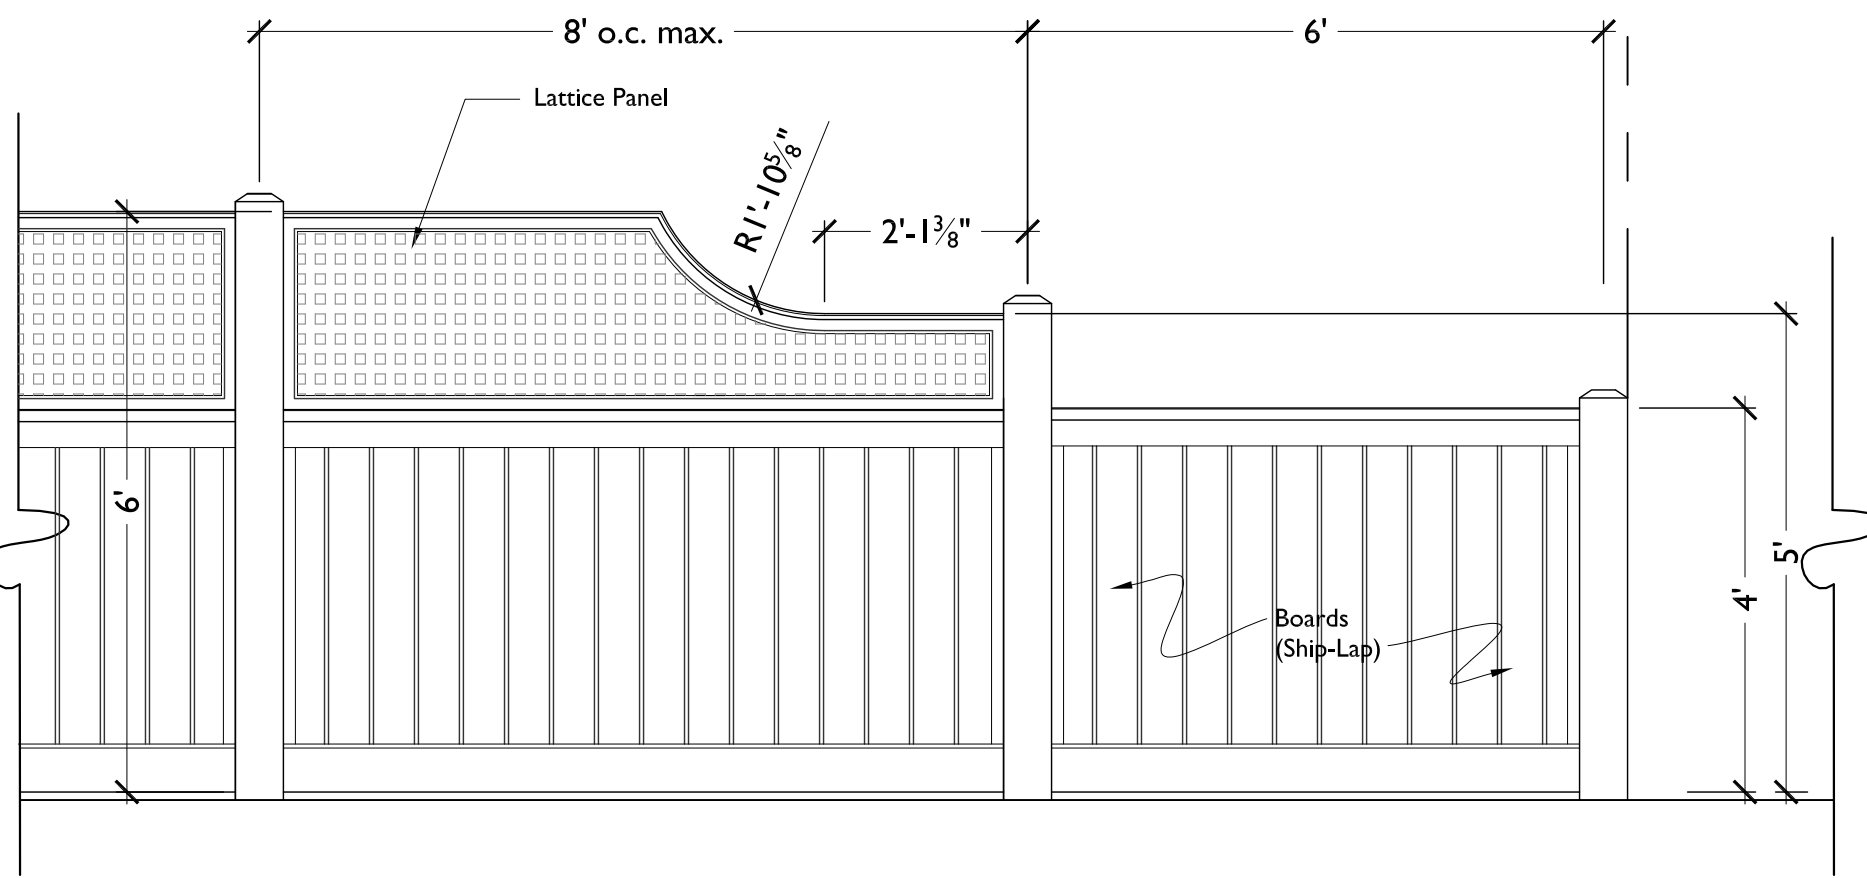 8' o.c. max.
6'
Lattice Panel
R1'-10⅝"
2'-1⅜"
6'
5'
4'
Boards
(Ship-Lap)